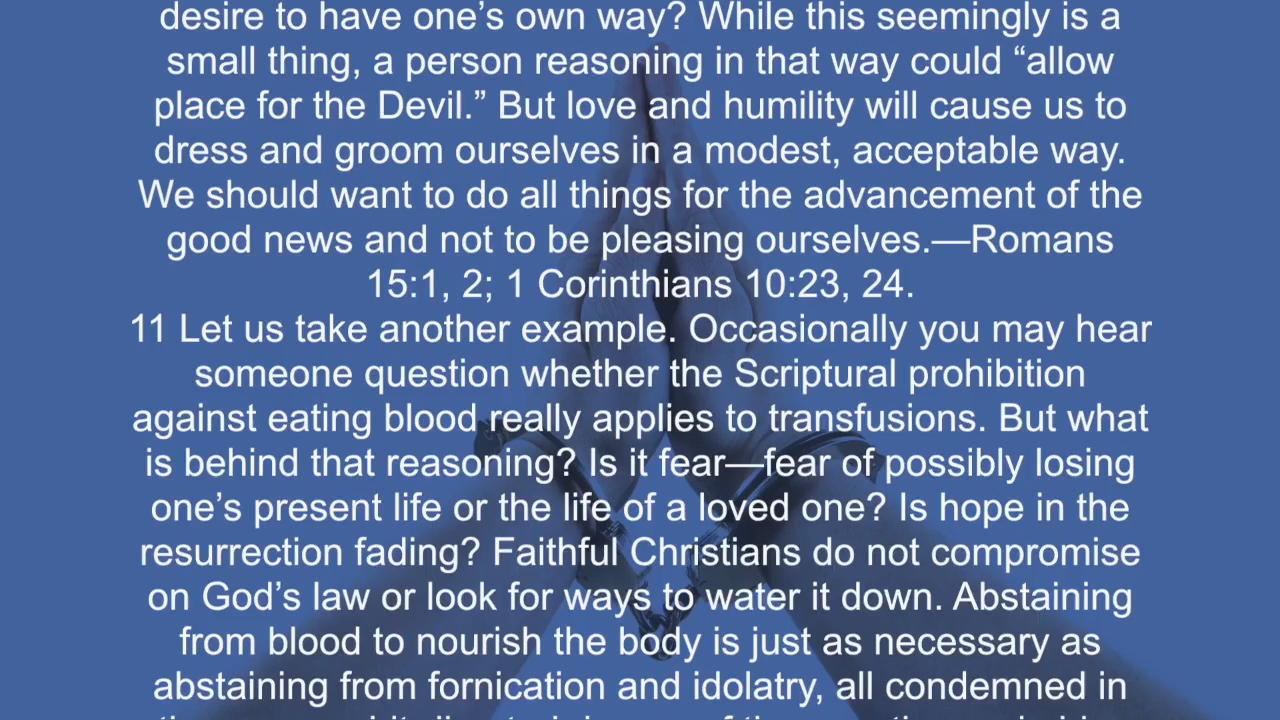 desire to have one’s own way? While this seemingly is a
small thing, a person reasoning in that way could “allow
place for the Devil.” But love and humility will cause us to
dress and groom ourselves in a modest, acceptable way.
We should want to do all things for the advancement of the
good news and not to be pleasing ourselves.—Romans
15:1, 2; 1 Corinthians 10:23, 24.
11 Let us take another example. Occasionally you may hear
someone question whether the Scriptural prohibition
against eating blood really applies to transfusions. But what
is behind that reasoning? Is it fear—fear of possibly losing
one’s present life or the life of a loved one? Is hope in the
resurrection fading? Faithful Christians do not compromise
on God’s law or look for ways to water it down. Abstaining
from blood to nourish the body is just as necessary as
abstaining from fornication and idolatry, all condemned in